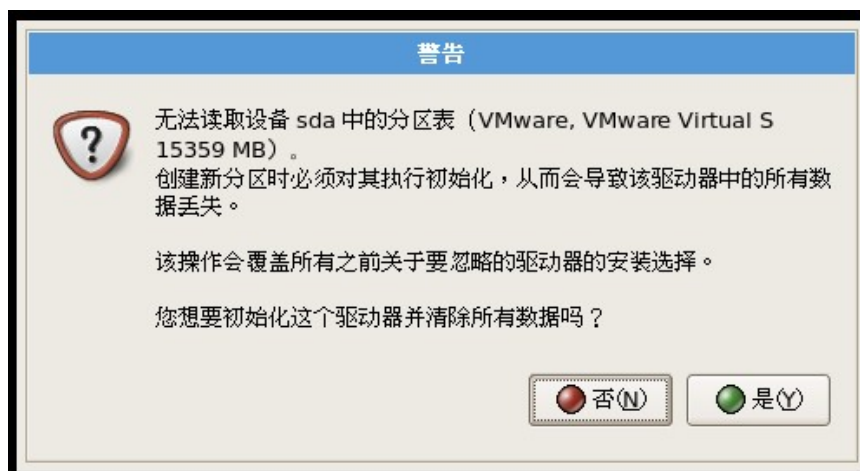 警告
无法读取设备 sda 中的分区表（VMware, VMware Virtual S
15359 MB）。
创建新分区时必须对其执行初始化，从而会导致该驱动器中的所有数
据丢失。
该操作会覆盖所有之前关于要忽略的驱动器的安装选择。
您想要初始化这个驱动器并清除所有数据吗？
否(N)
是(Y)